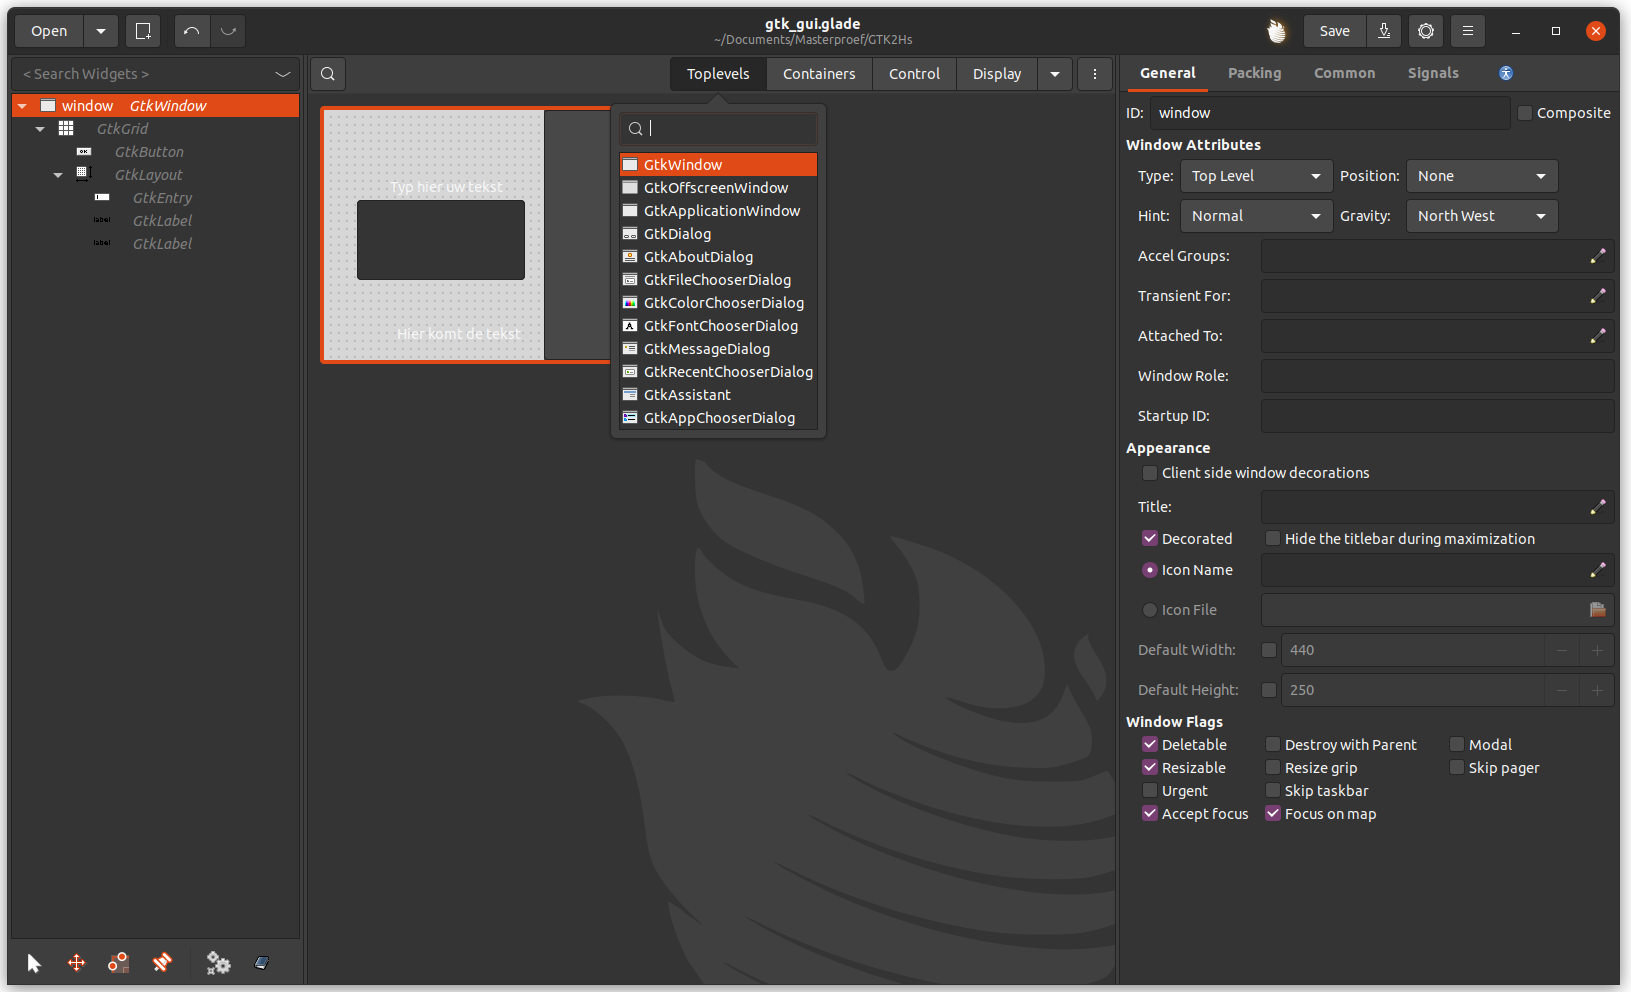 Open
gtk_gui.glade
~/Documents/Masterproef/GTK2Hs
Save
< Search Widgets >
window GtkWindow
GtkGrid
GtkButton
GtkLayout
GtkEntry
label GtkLabel
label GtkLabel
Toplevels Containers Control Display
Typ hier uw tekst
Hier komt de tekst
GtkWindow
GtkOffscreenWindow
GtkApplicationWindow
GtkDialog
GtkAboutDialog
GtkFileChooserDialog
GtkColorChooserDialog
GtkFontChooserDialog
GtkMessageDialog
GtkRecentChooserDialog
GtkAssistant
GtkAppChooserDialog
General Packing Common Signals
ID: window Composite
Window Attributes
Type: Top Level Position: None
Hint: Normal Gravity: North West
Accel Groups:
Transient For:
Attached To:
Window Role:
Startup ID:
Appearance
Client side window decorations
Title:
Decorated Hide the titlebar during maximization
Icon Name
Icon File
Default Width: 440
Default Height: 250
Window Flags
Deletable Destroy with Parent Modal
Resizable Resize grip Skip pager
Urgent Skip taskbar
Accept focus Focus on map